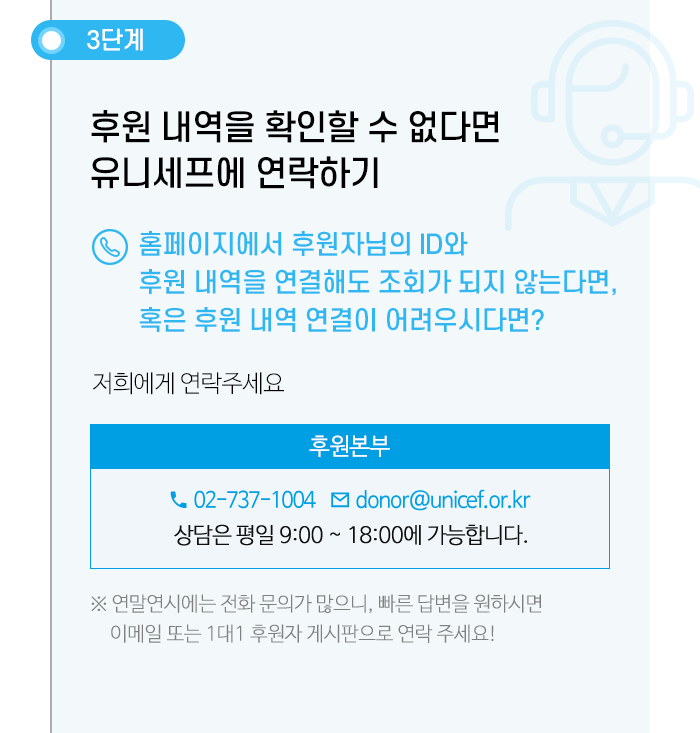 3단계
후원 내역을 확인할 수 없다면
유니세프에 연락하기
홈페이지에서 후원자님의 ID와
후원 내역을 연결해도 조회가 되지 않는다면,
혹은 후원 내역 연결이 어려우시다면?
저희에게 연락주세요
후원본부
02-737-1004 donor@unicef.or.kr
상담은 평일 9:00 ~ 18:00에 가능합니다.
※ 연말연시에는 전화 문의가 많으니, 빠른 답변을 원하시면
이메일 또는 1대1 후원자 게시판으로 연락 주세요!